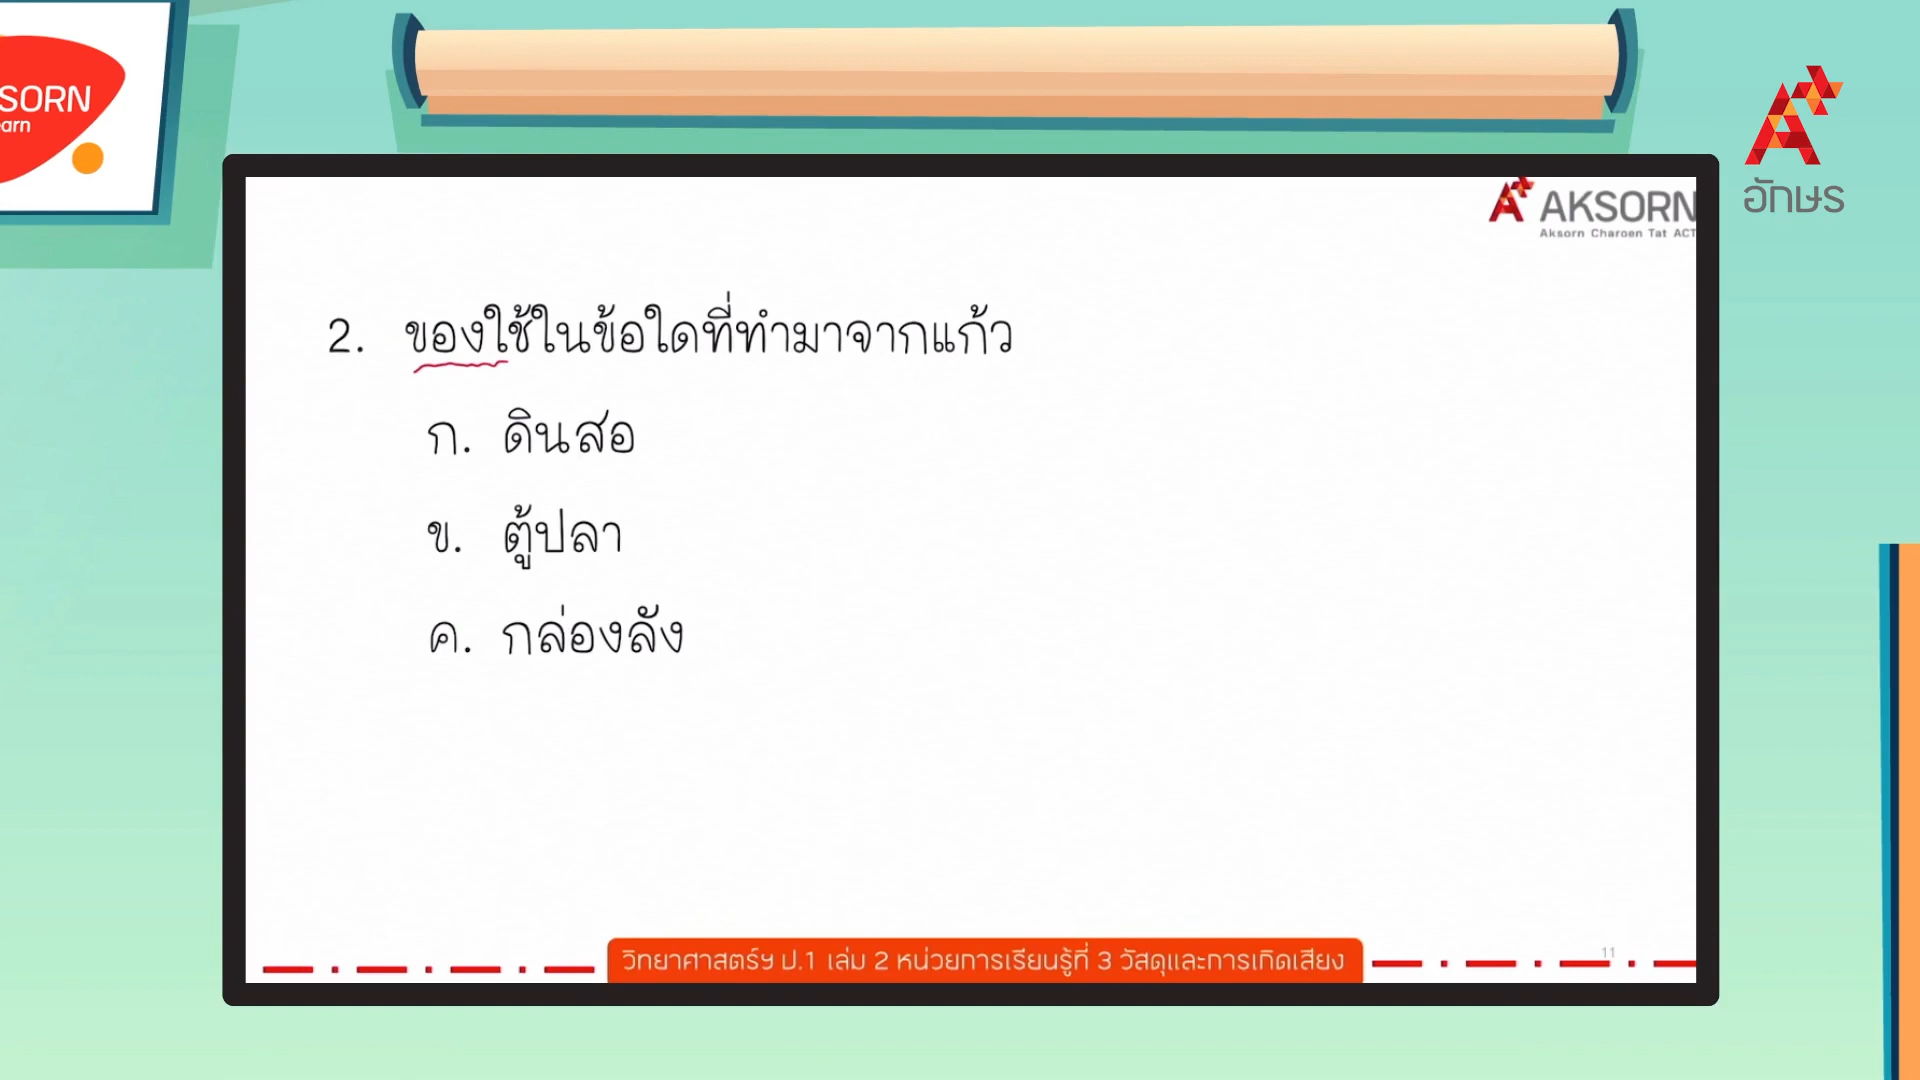 SORN
arn
อักษร
AKSORN
Aksorn Charoen Tat ACT
2. ของใช้ในข้อใดที่ทำมาจากแก้ว
ก. ดินสอ
ข. ตู้ปลา
ค. กล่องลัง
วิทยาศาสตร์ฯ ป.1 เล่ม 2 หน่วยการเรียนรู้ที่ 3 วัสดุและการเกิดเสียง
11